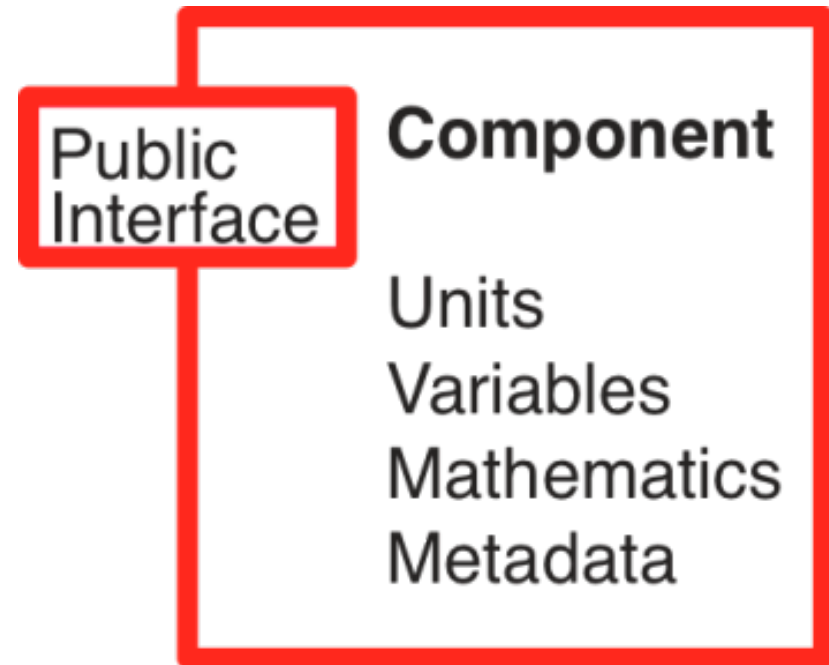 Public
Interface
Component
Units
Variables
Mathematics
Metadata